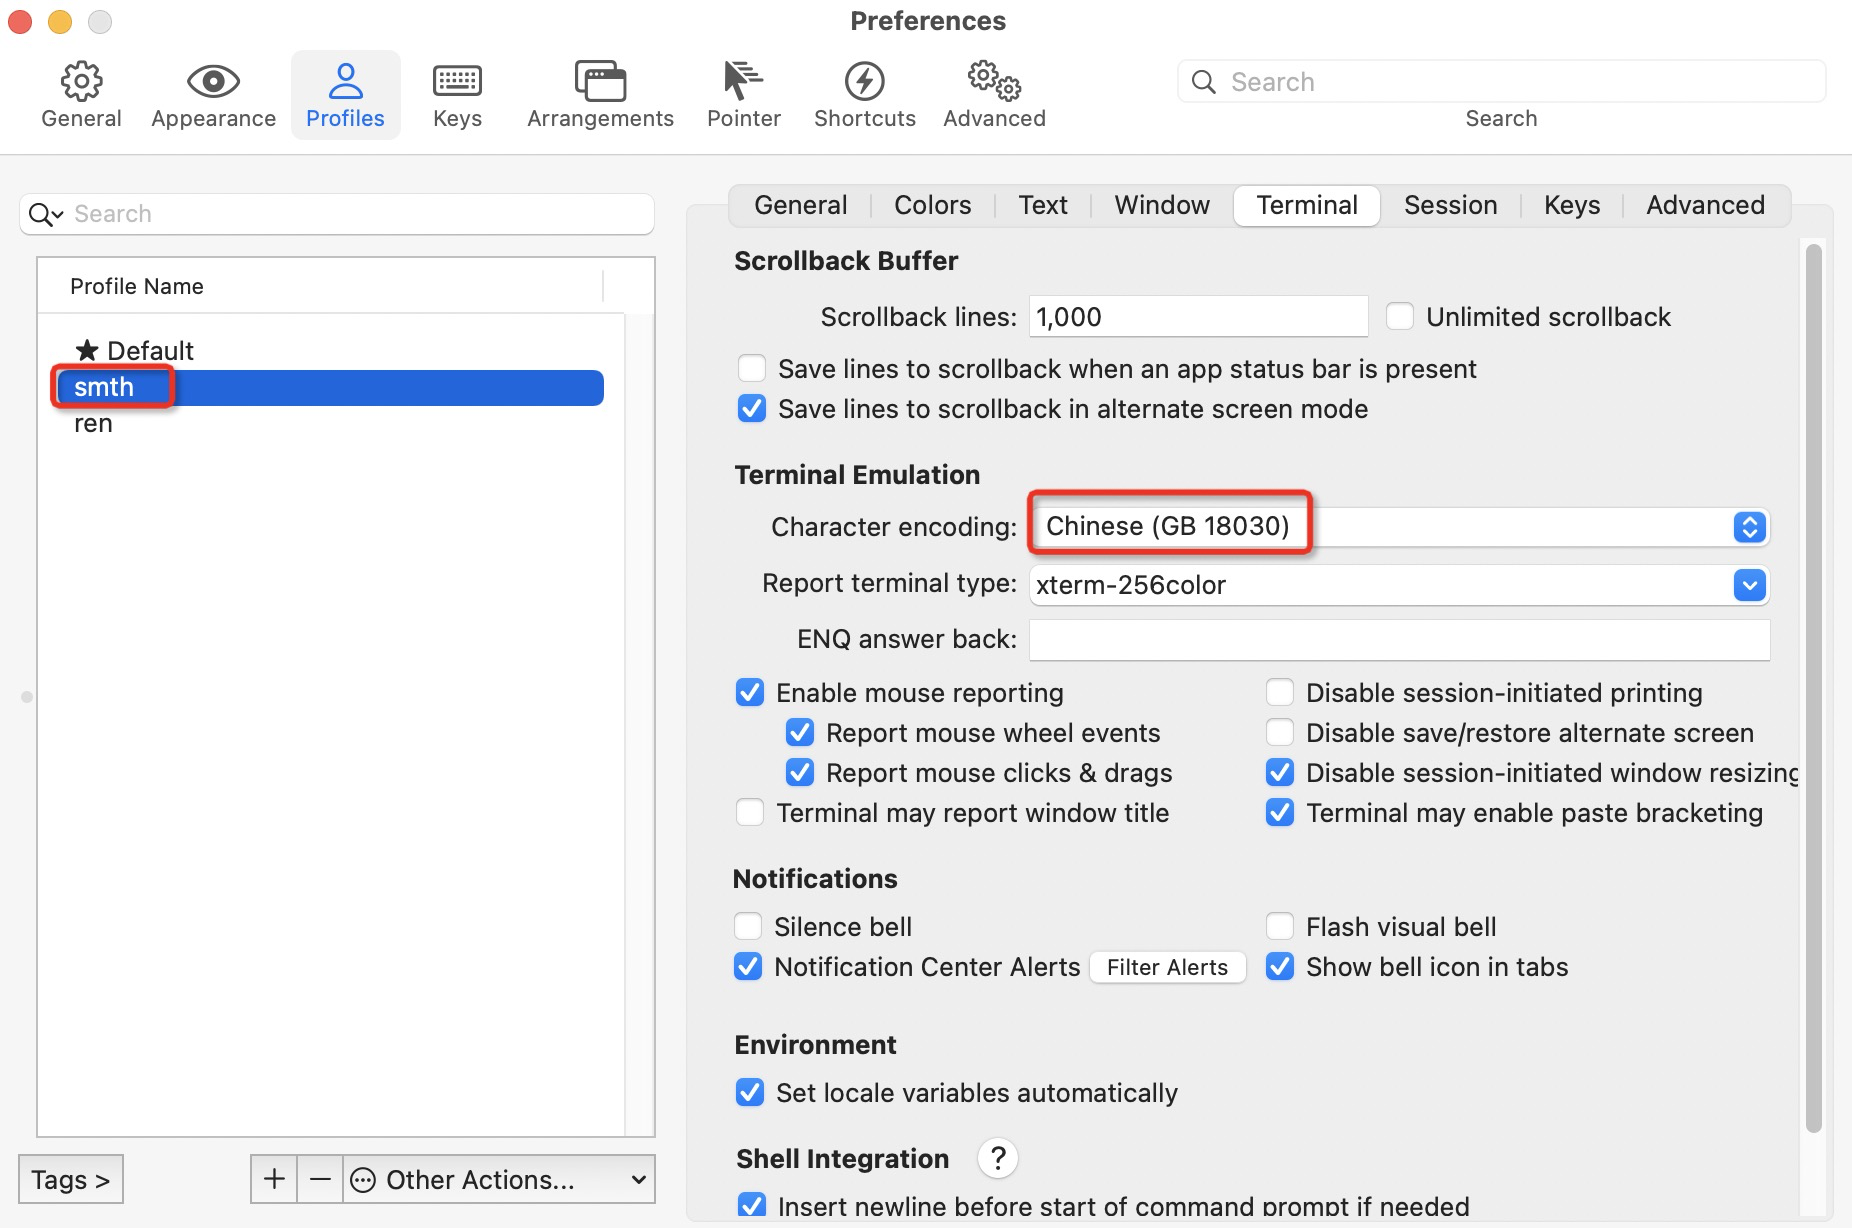 Preferences
General
Appearance
Profiles
Keys
Arrangements
Pointer
Shortcuts
Advanced
Search
Search
Search
Profile Name
★ Default
smth
ren
Tags >
+
−
Other Actions...
General
Colors
Text
Window
Terminal
Session
Keys
Advanced
Scrollback Buffer
Scrollback lines: 1,000 Unlimited scrollback
Save lines to scrollback when an app status bar is present
Save lines to scrollback in alternate screen mode
Terminal Emulation
Character encoding: Chinese (GB 18030)
Report terminal type: xterm-256color
ENQ answer back:
Enable mouse reporting Disable session-initiated printing
Report mouse wheel events Disable save/restore alternate screen
Report mouse clicks & drags Disable session-initiated window resizing
Terminal may report window title Terminal may enable paste bracketing
Notifications
Silence bell Flash visual bell
Notification Center Alerts Filter Alerts Show bell icon in tabs
Environment
Set locale variables automatically
Shell Integration ?
Insert newline before start of command prompt if needed